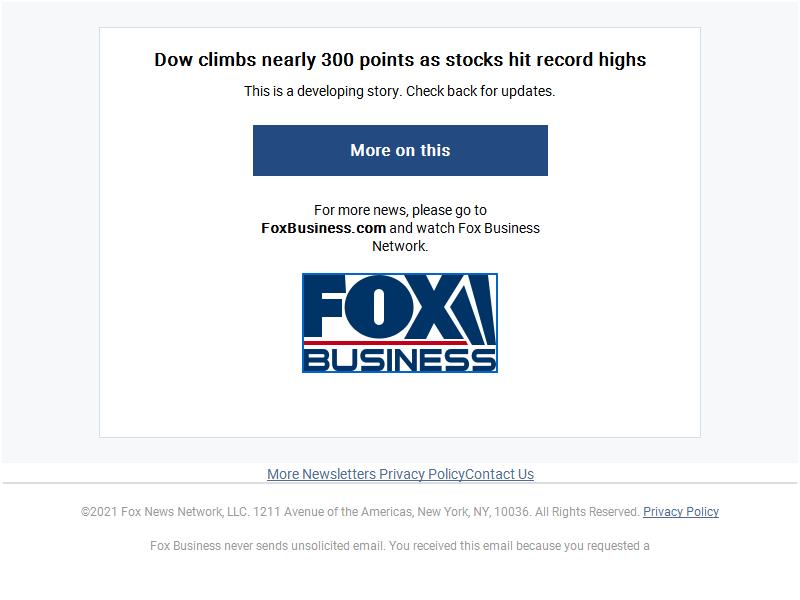 Dow climbs nearly 300 points as stocks hit record highs
This is a developing story. Check back for updates.
More on this
For more news, please go to
FoxBusiness.com and watch Fox Business
Network.
FOX
BUSINESS
More Newsletters Privacy PolicyContact Us
©2021 Fox News Network, LLC. 1211 Avenue of the Americas, New York, NY, 10036. All Rights Reserved. Privacy Policy
Fox Business never sends unsolicited email. You received this email because you requested a